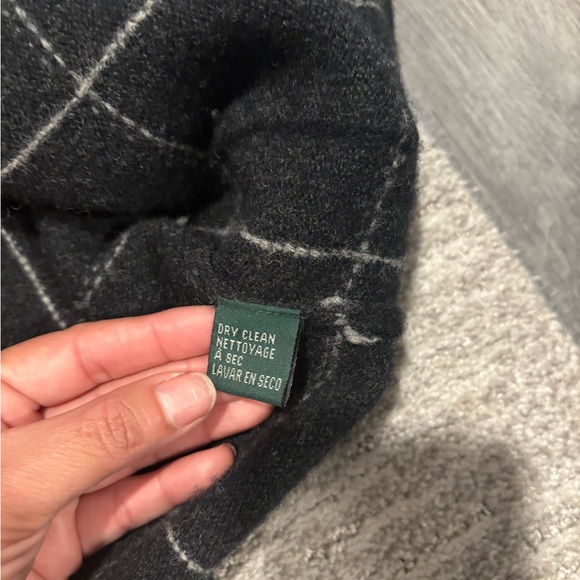 DRY CLEAN
NETTOYAGE
À SEC
LAVAR EN SECO